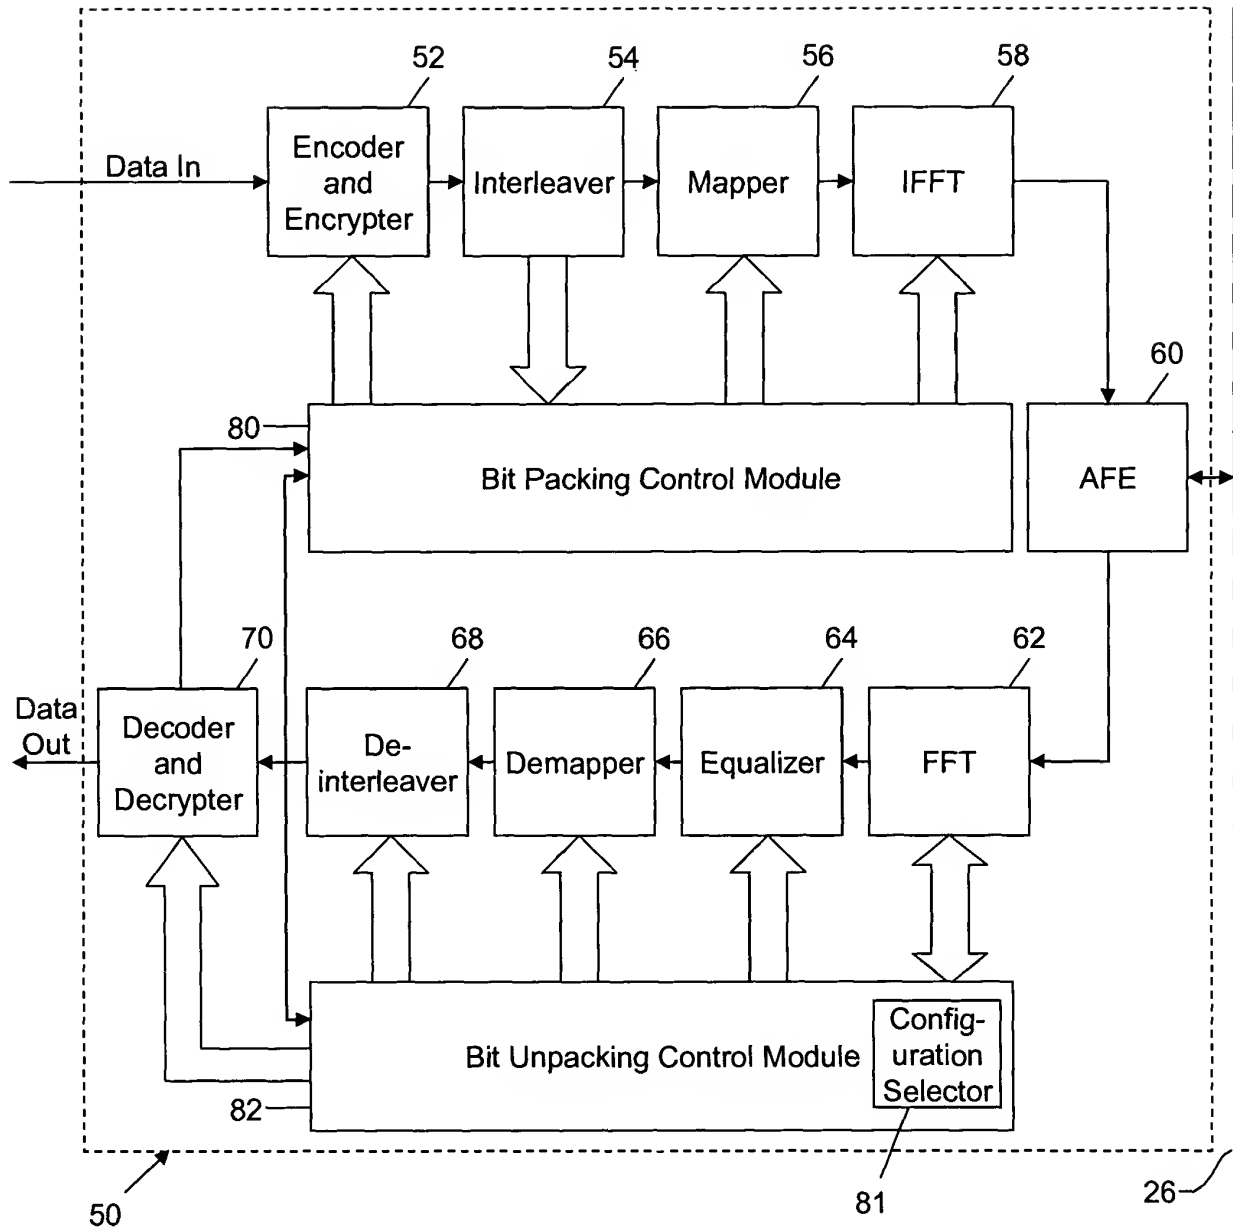 52
54
56
58
Data In
Encoder
and
Encrypter
Interleaver
Mapper
IFFT
60
80
Bit Packing Control Module
AFE
70
68
66
64
62
Data
Out
Decoder
and
Decrypter
De-
interleaver
Demapper
Equalizer
FFT
Bit Unpacking Control Module
Config-
uration
Selector
82
50
81
26